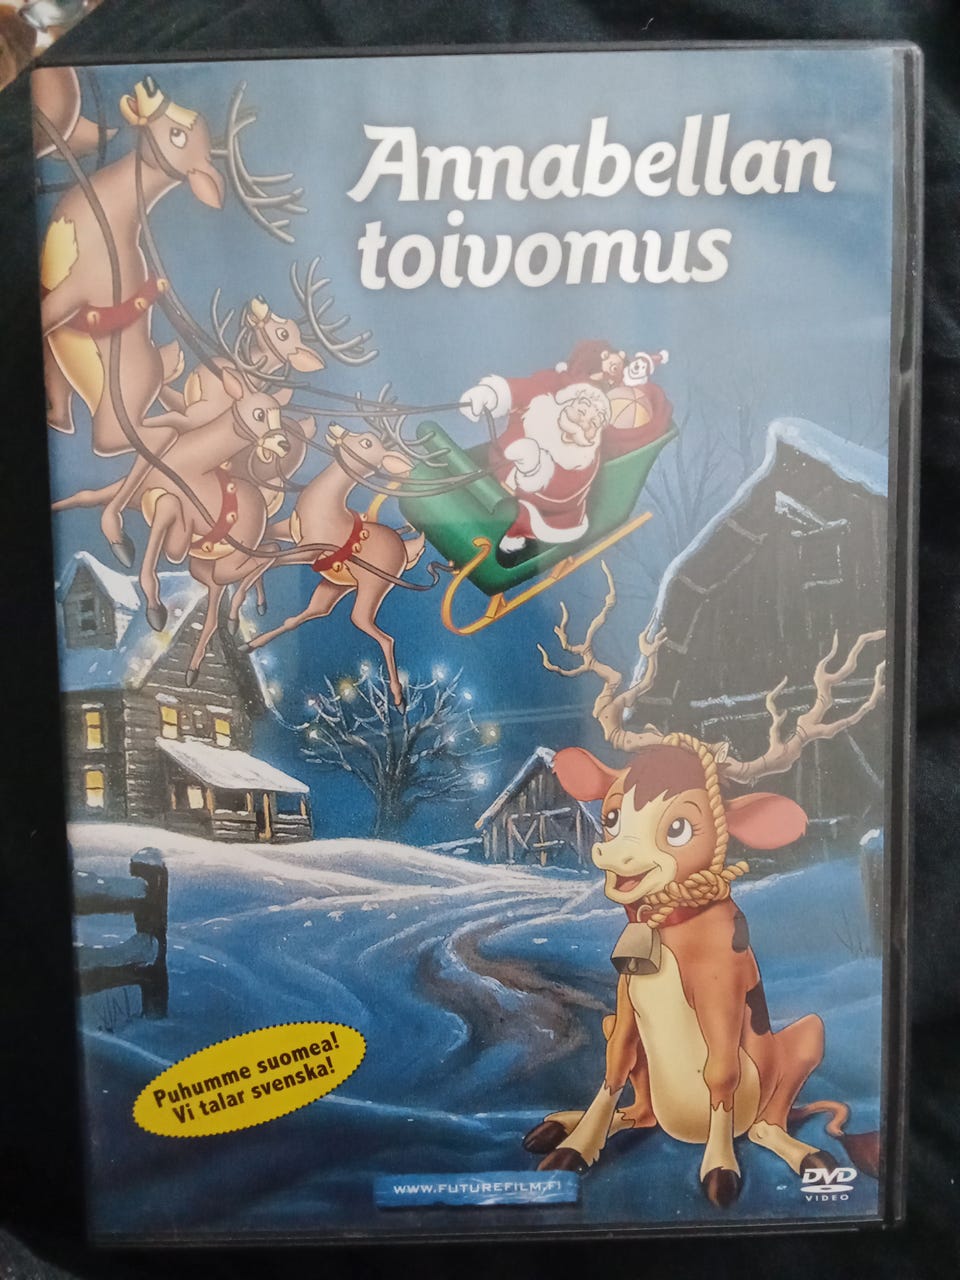 Annabellan
toivomus
Puhumme suomea!
Vi talar svenska!
WWW.FUTUREFILM.FI
DVD
VIDEO